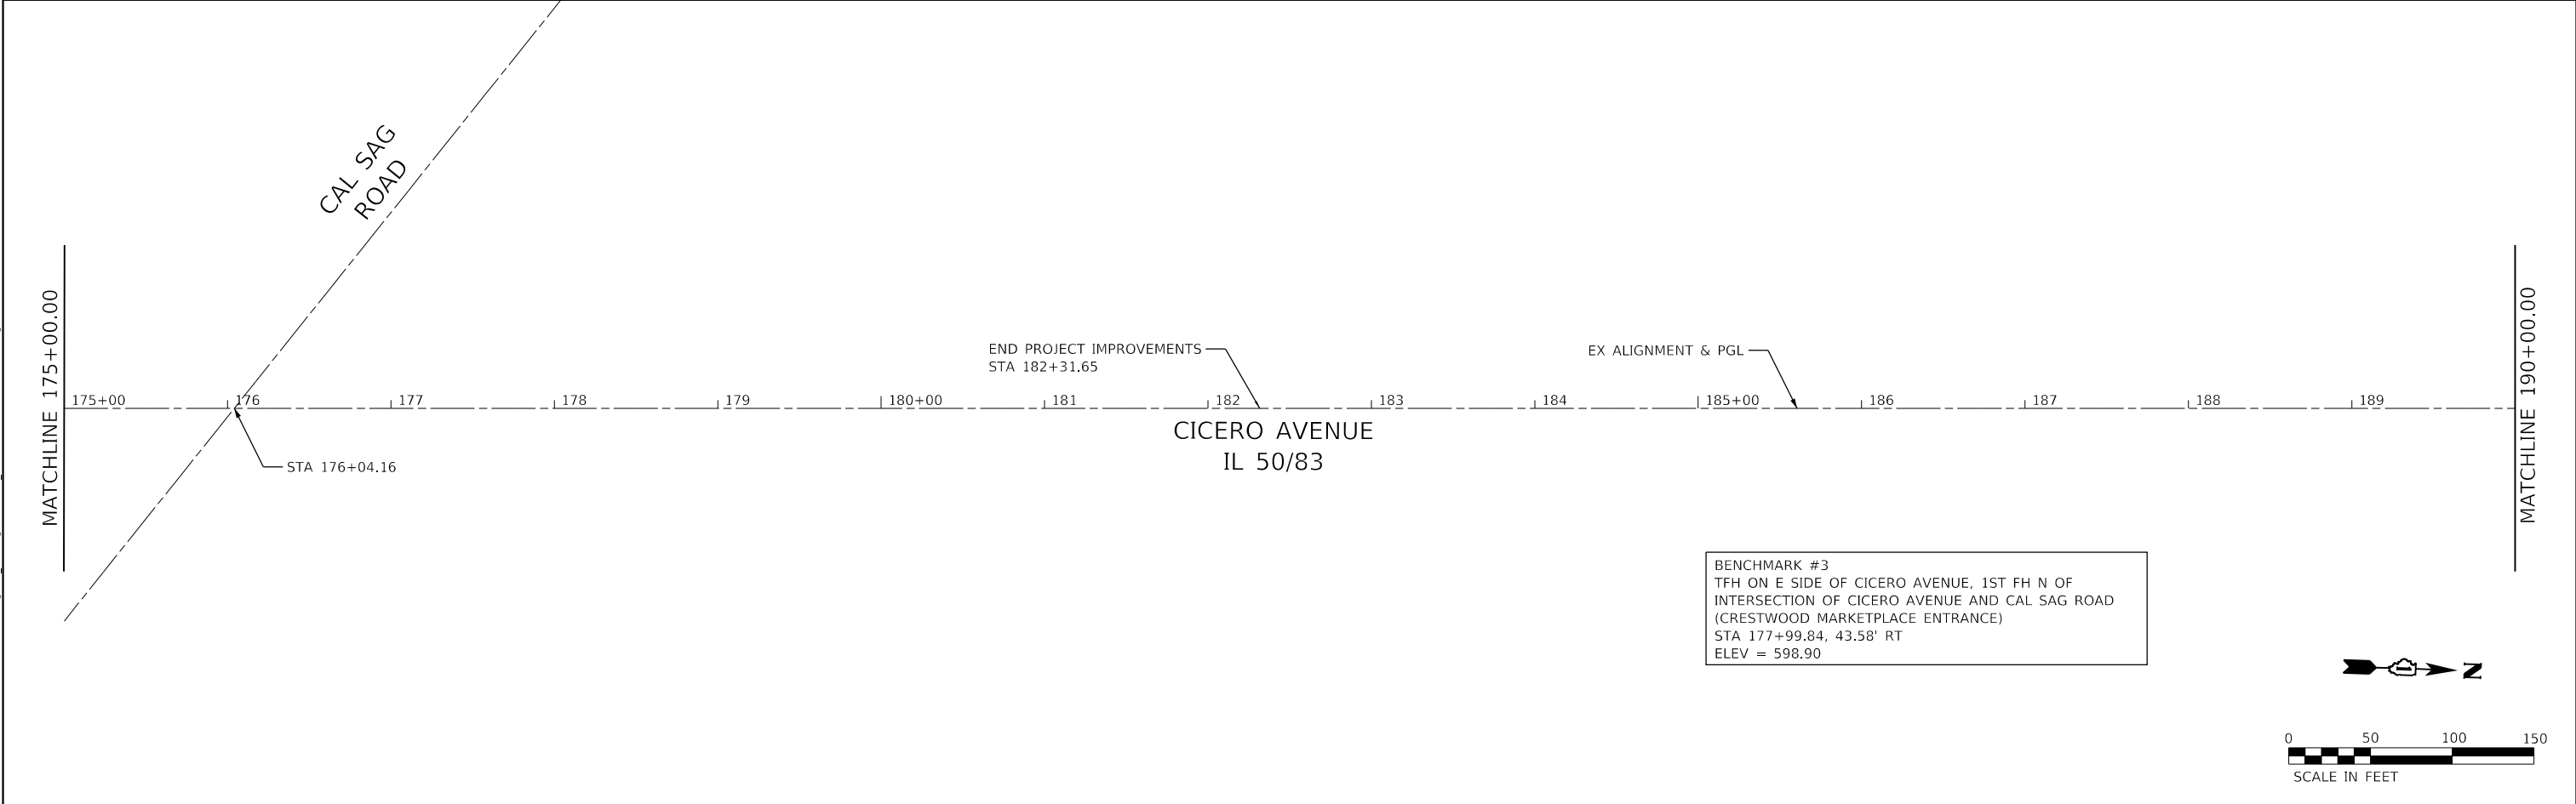 CAL SAG
ROAD
MATCHLINE 175+00.00
END PROJECT IMPROVEMENTS
STA 182+31.65
EX ALIGNMENT & PGL
MATCHLINE 190+00.00
175+00 176 177 178 179 180+00 181 182 183 184 185+00 186 187 188 189
CICERO AVENUE
IL 50/83
STA 176+04.16
BENCHMARK #3
TFH ON E SIDE OF CICERO AVENUE, 1ST FH N OF
INTERSECTION OF CICERO AVENUE AND CAL SAG ROAD
(CRESTWOOD MARKETPLACE ENTRANCE)
STA 177+99.84, 43.58' RT
ELEV = 598.90
N
0 50 100 150
SCALE IN FEET